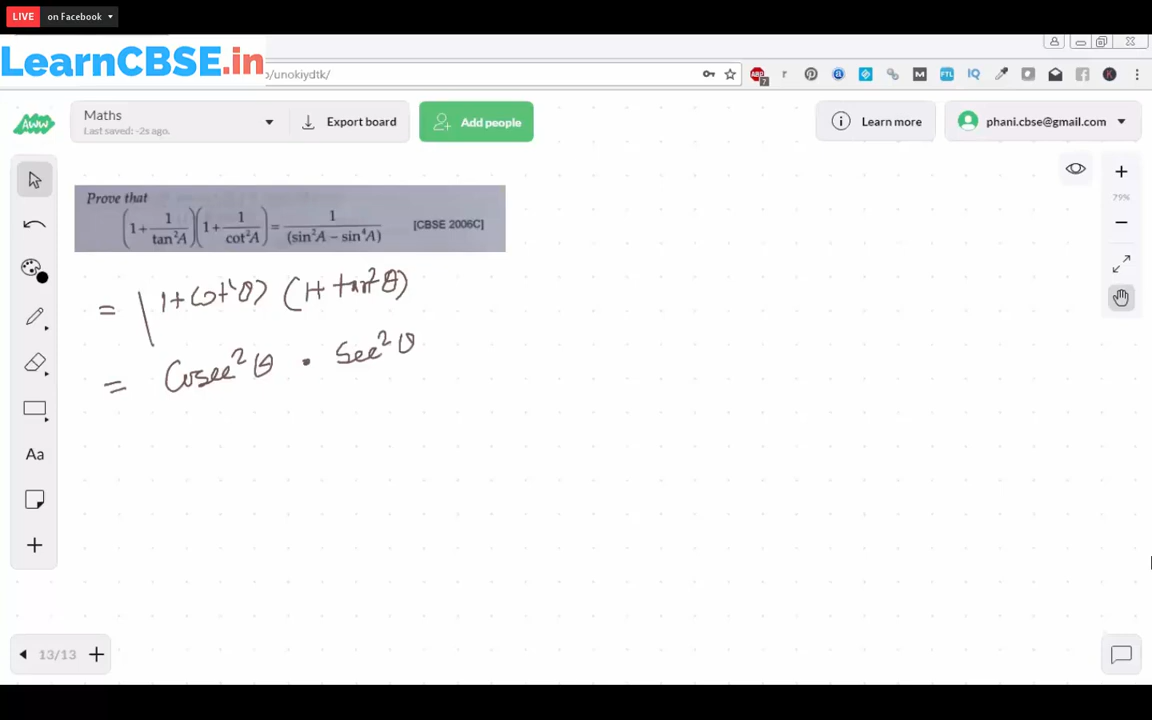 LIVE on Facebook
LearnCBSE.in
o/unokiydtk/
Maths
Last saved: -2s ago.
Export board
Add people
Learn more
phani.cbse@gmail.com
79%
Prove that
(1 + 1/tan²A)(1 + 1/cot²A) = 1/(sin²A − sin⁴A) [CBSE 2006C]
= (1 + cot²θ) (1 + tan²θ)
= Cosec²θ · Sec²θ
Aa
13/13